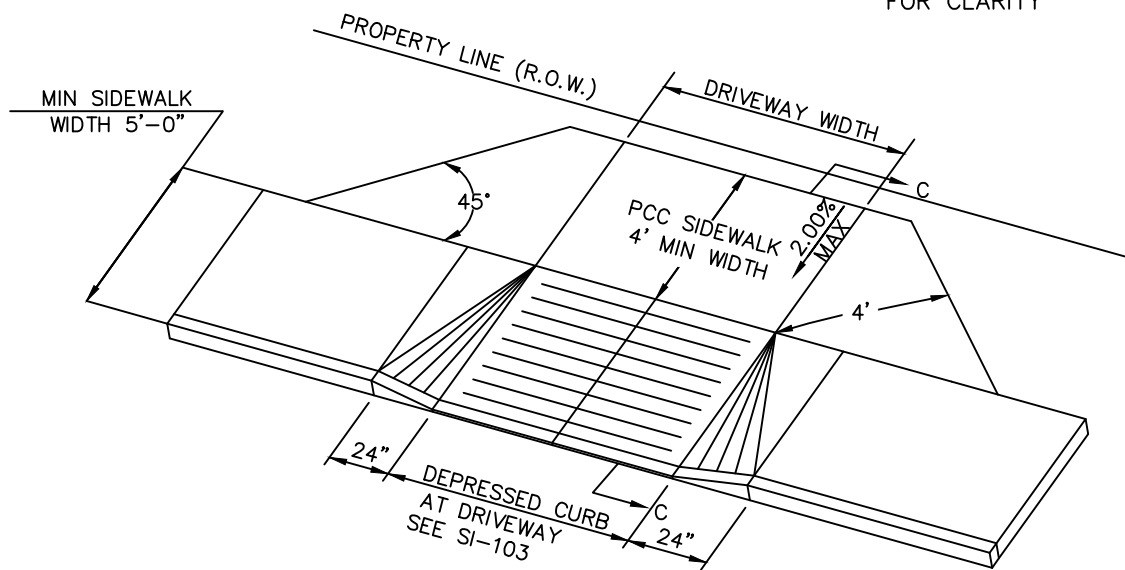 FOR CLARITY
PROPERTY LINE (R.O.W.)
DRIVEWAY WIDTH
MIN SIDEWALK
WIDTH 5'-0"
C
45°
PCC SIDEWALK
4' MIN WIDTH
2.00%
MAX
4'
24"
DEPRESSED CURB
AT DRIVEWAY
SEE SI-103
C
24"